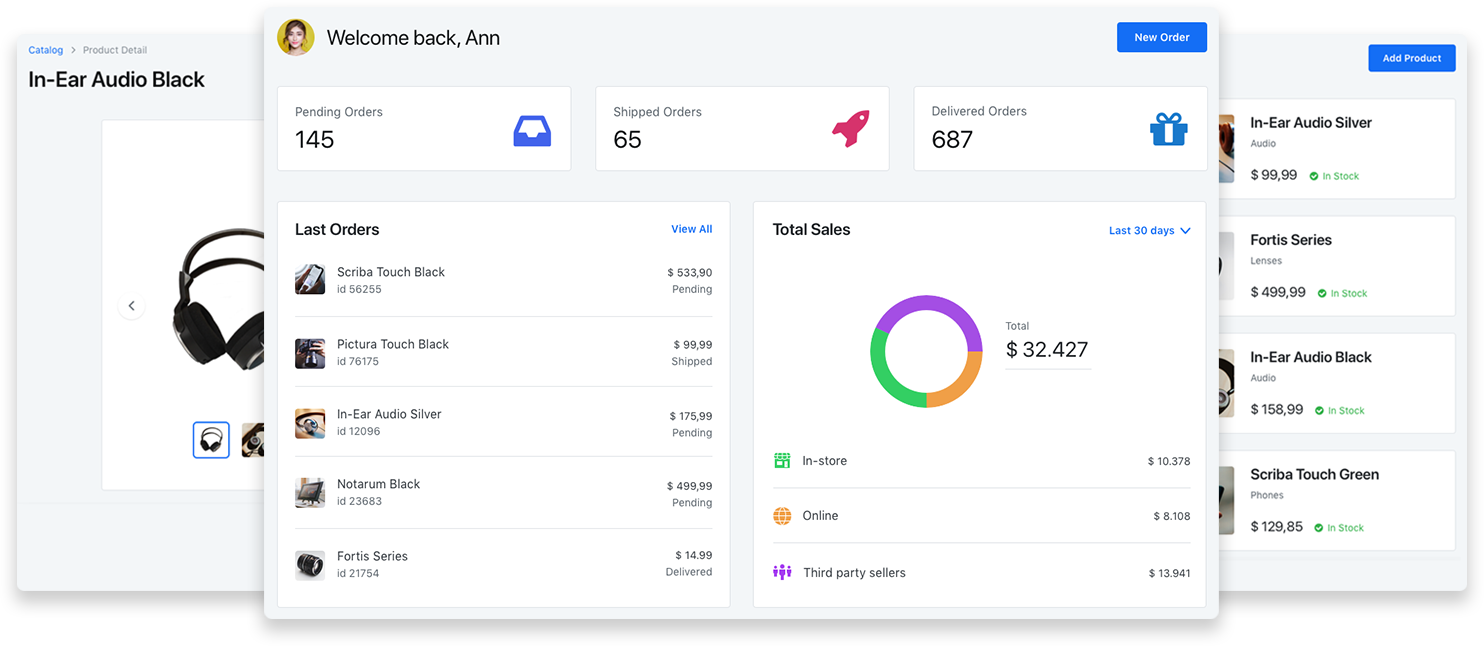 Catalog > Product Detail
In-Ear Audio Black
Welcome back, Ann
New Order
Pending Orders
145
Shipped Orders
65
Delivered Orders
687
Last Orders
View All
Scriba Touch Black
$ 533,90
id 56255
Pending
Pictura Touch Black
$ 99,99
id 76175
Shipped
In-Ear Audio Silver
$ 175,99
id 12096
Pending
Notarum Black
$ 499,99
id 23683
Pending
Fortis Series
$ 14.99
id 21754
Delivered
Total Sales
Last 30 days
Total
$ 32.427
In-store
$ 10.378
Online
$ 8.108
Third party sellers
$ 13.941
Add Product
In-Ear Audio Silver
Audio
$ 99,99 In Stock
Fortis Series
Lenses
$ 499,99 In Stock
In-Ear Audio Black
Audio
$ 158,99 In Stock
Scriba Touch Green
Phones
$ 129,85 In Stock